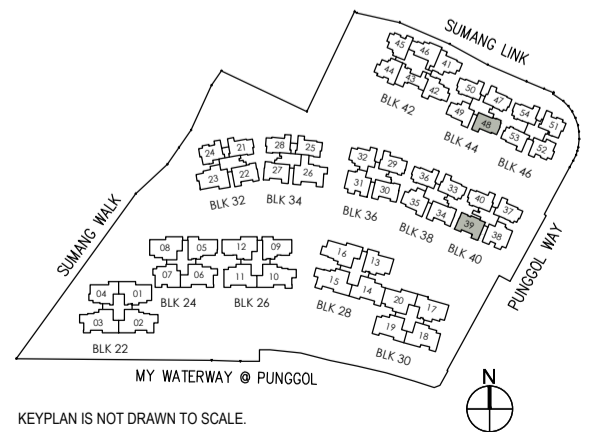 SUMANG LINK
45 46 41
44 43 42
BLK 42
50 47
49 48
BLK 44
54 51
53 52
BLK 46
24 21
23 22
BLK 32
28 25
27 26
BLK 34
32 29
31 30
BLK 36
36 33
35 34
BLK 38
40 37
39 38
BLK 40
SUMANG WALK
PUNGGOL WAY
08 05
07 06
BLK 24
12 09
11 10
BLK 26
16 13
15 14
BLK 28
20 17
19 18
BLK 30
04 01
03 02
BLK 22
MY WATERWAY @ PUNGGOL
N
KEYPLAN IS NOT DRAWN TO SCALE.